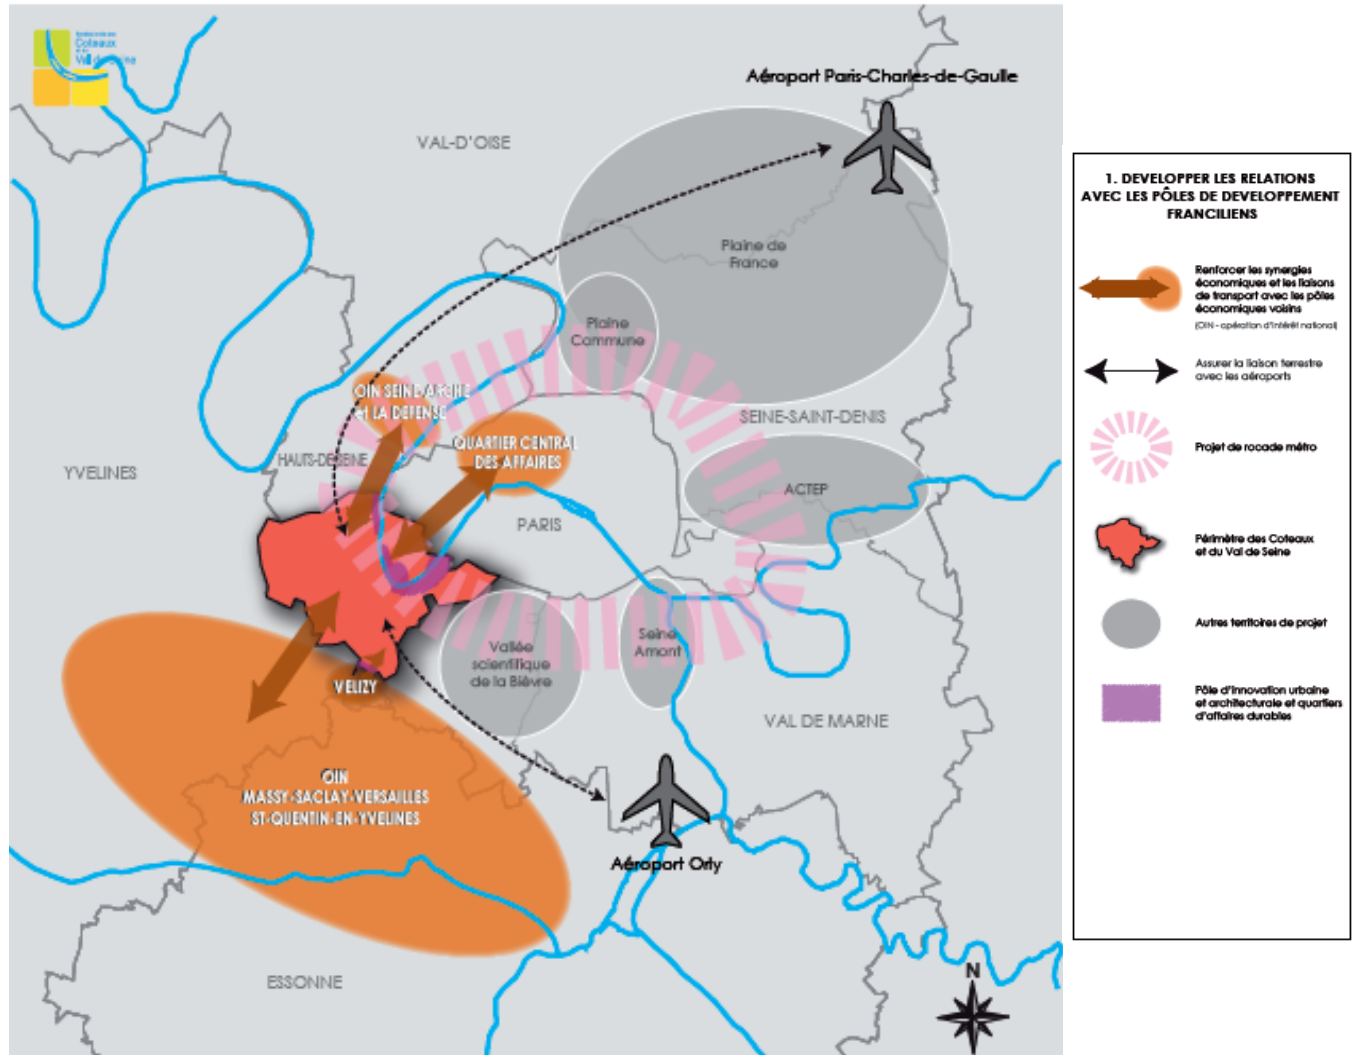 Coteaux
Val de Seine
Aéroport Paris-Charles-de-Gaulle
VAL-D'OISE
Plaine de
France
Plaine
Commune
OIN SEINE-ARCHE
et LA DEFENSE
SEINE-SAINT-DENIS
QUARTIER CENTRAL
DES AFFAIRES
HAUTS-DE-SEINE
YVELINES
ACTEP
PARIS
Seine
Amont
Vallée
scientifique
de la Bièvre
VELIZY
VAL DE MARNE
OIN
MASSY-SACLAY-VERSAILLES
ST-QUENTIN-EN-YVELINES
Aéroport Orly
ESSONNE
N
1. DEVELOPPER LES RELATIONS
AVEC LES PÔLES DE DEVELOPPEMENT
FRANCILIENS
Renforcer les synergies
économiques et les liaisons
de transport avec les pôles
économiques voisins
(OIN - opération d'intérêt national)
Assurer la liaison terrestre
avec les aéroports
Projet de rocade métro
Périmètre des Coteaux
et du Val de Seine
Autres territoires de projet
Pôle d'innovation urbaine
et architecturale et quartiers
d'affaires durables